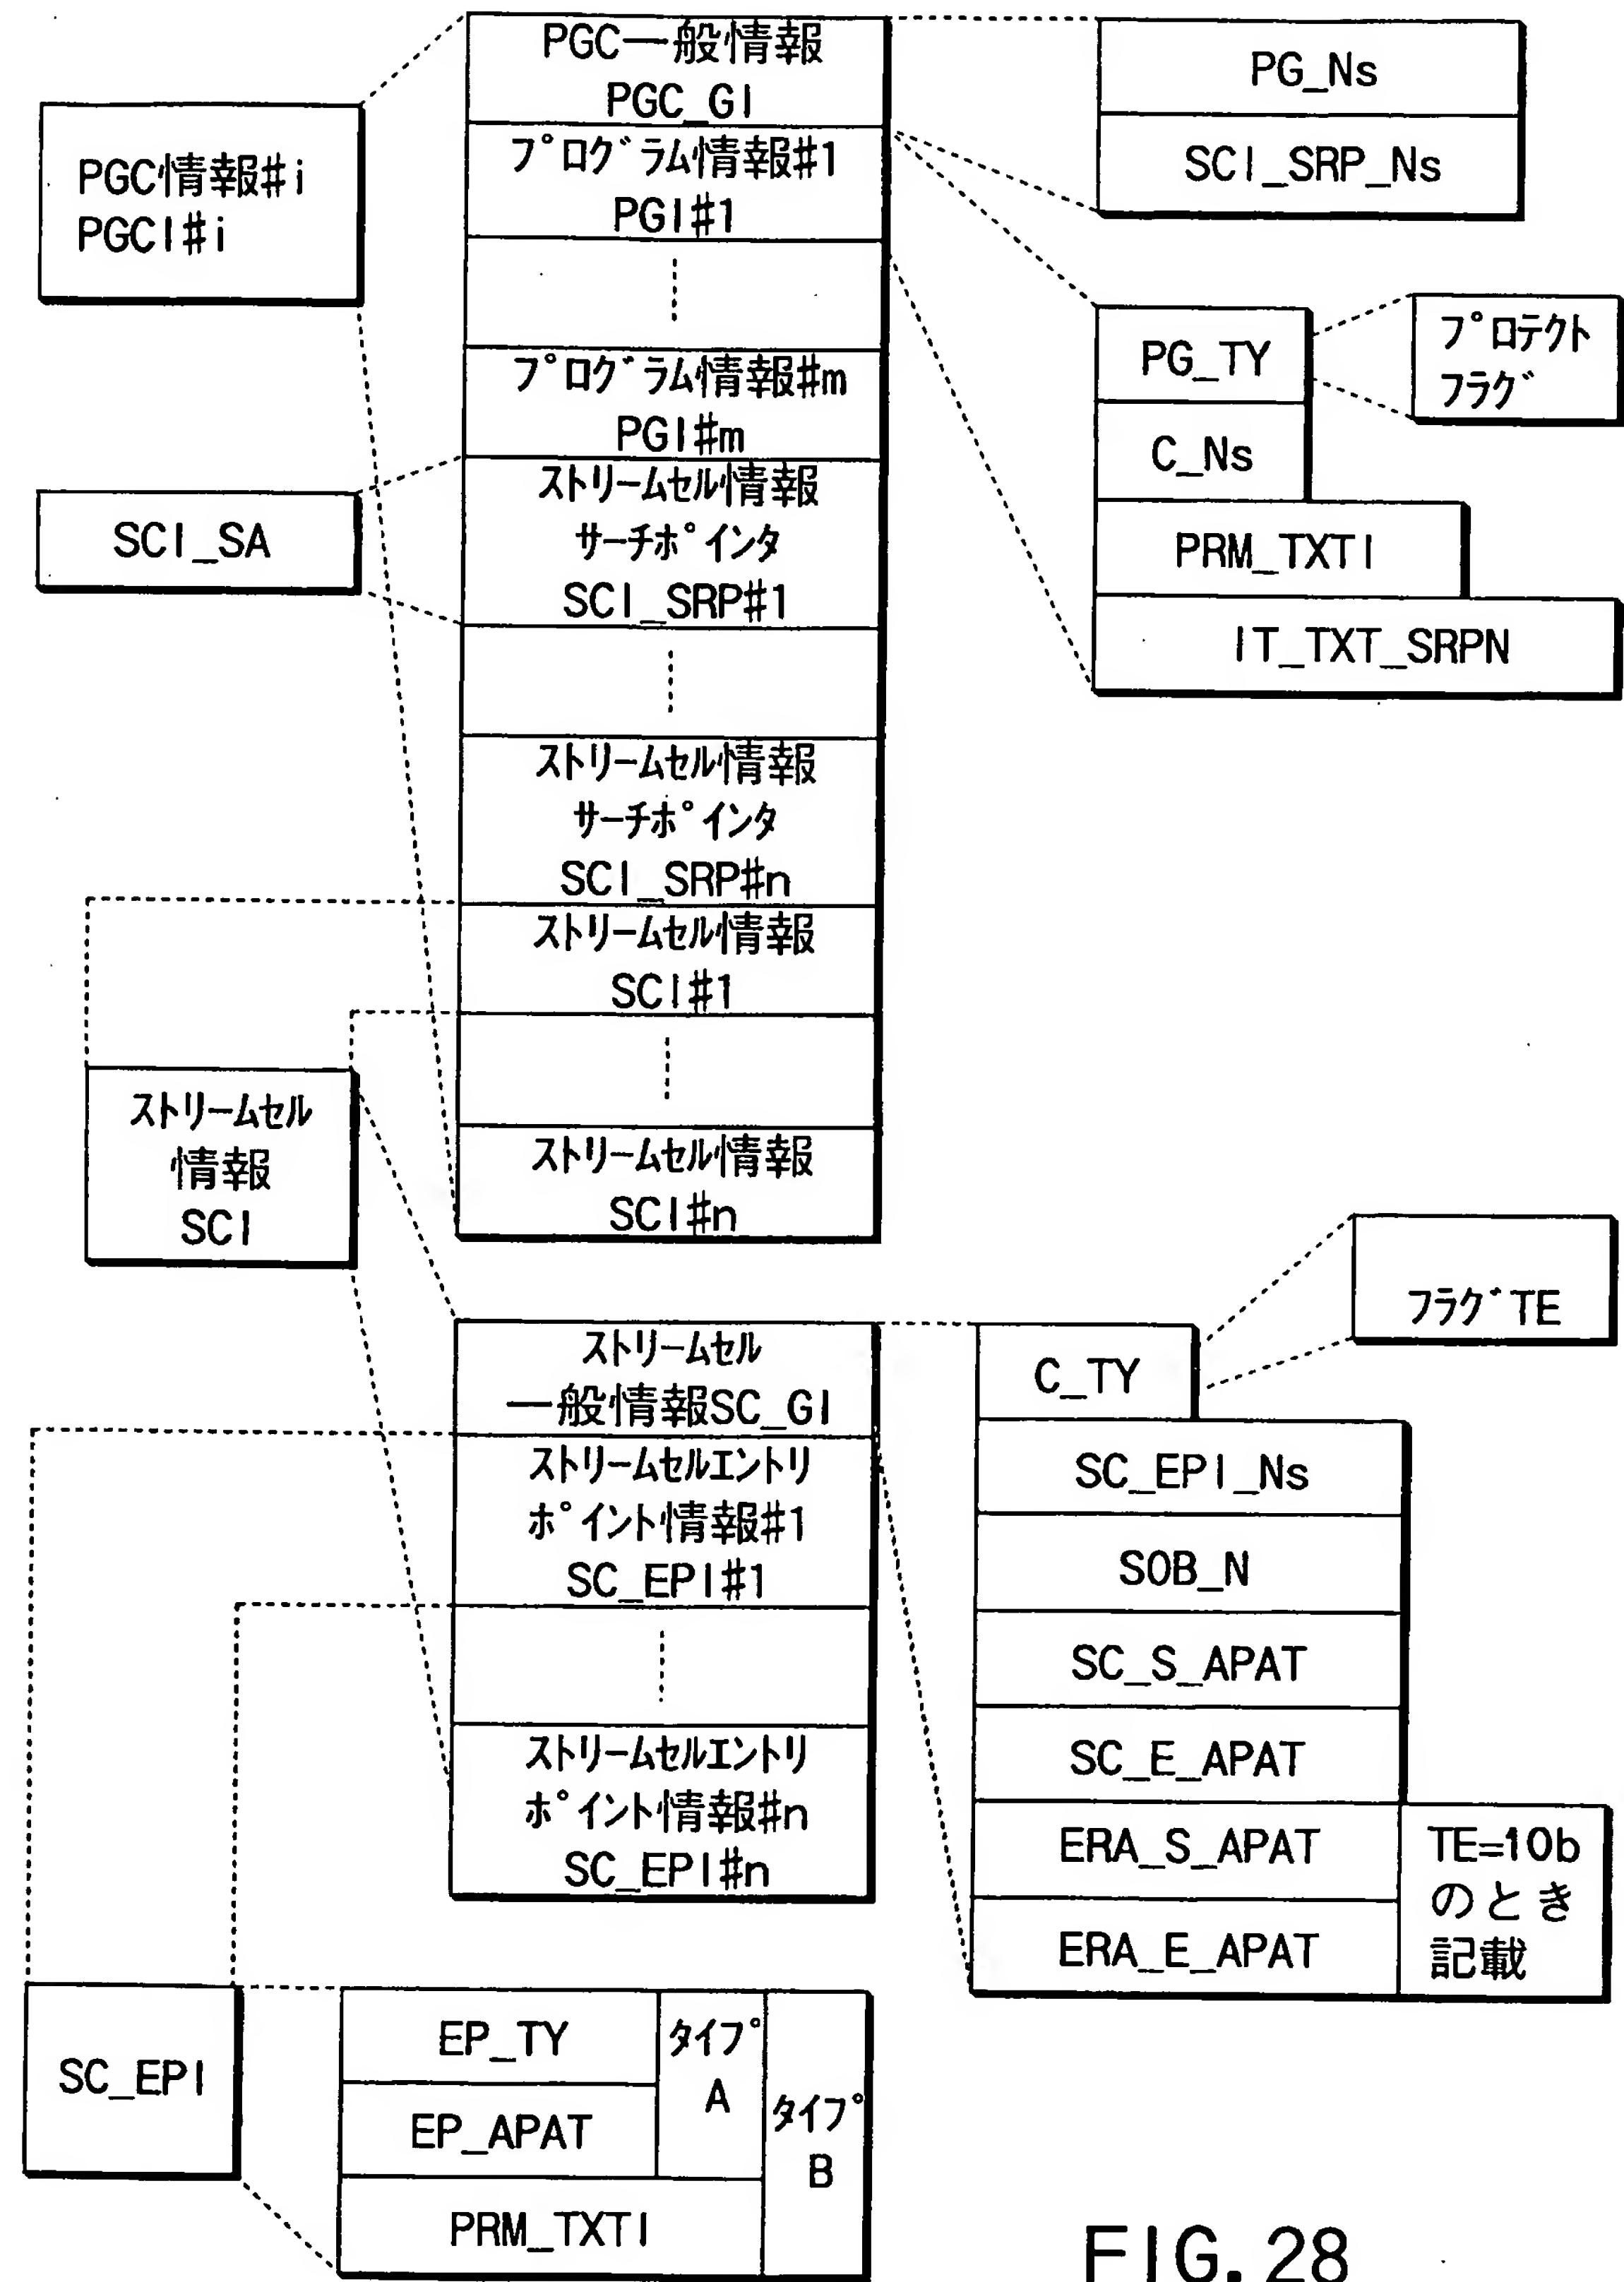 PGC情報#i
PGCI#i
PGC一般情報
PGC_GI
プログラム情報#1
PGI#1
プログラム情報#m
PGI#m
ストリームセル情報
サーチポインタ
SCI_SRP#1
ストリームセル情報
サーチポインタ
SCI_SRP#n
ストリームセル情報
SCI#1
ストリームセル情報
SCI#n
PG_Ns
SCI_SRP_Ns
PG_TY
C_Ns
PRM_TXTI
IT_TXT_SRPN
プロテクト
フラグ
SCI_SA
ストリームセル
情報
SCI
ストリームセル
一般情報SC_GI
ストリームセルエントリ
ポイント情報#1
SC_EPI#1
ストリームセルエントリ
ポイント情報#n
SC_EPI#n
C_TY
SC_EPI_Ns
SOB_N
SC_S_APAT
SC_E_APAT
ERA_S_APAT
ERA_E_APAT
フラグTE
TE=10b
のとき
記載
SC_EPI
EP_TY
EP_APAT
PRM_TXTI
タイプ
A
タイプ
B
FIG. 28